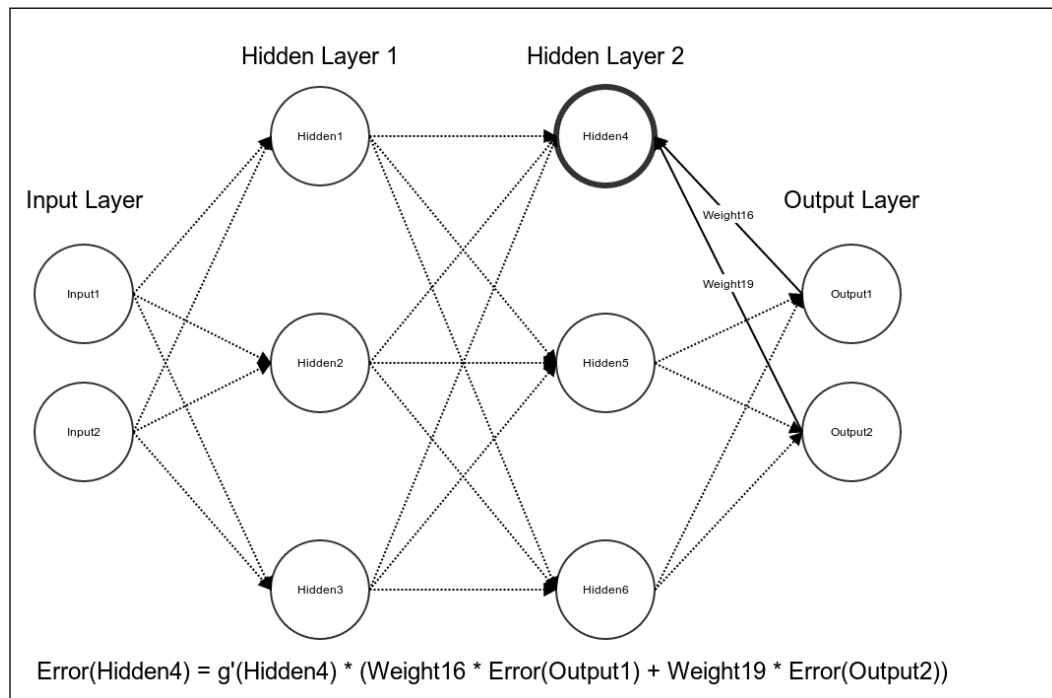 Hidden Layer 1
Hidden Layer 2
Hidden1
Hidden4
Input Layer
Output Layer
Weight16
Weight19
Input1
Output1
Hidden2
Hidden5
Input2
Output2
Hidden3
Hidden6
Error(Hidden4) = g'(Hidden4) * (Weight16 * Error(Output1) + Weight19 * Error(Output2))